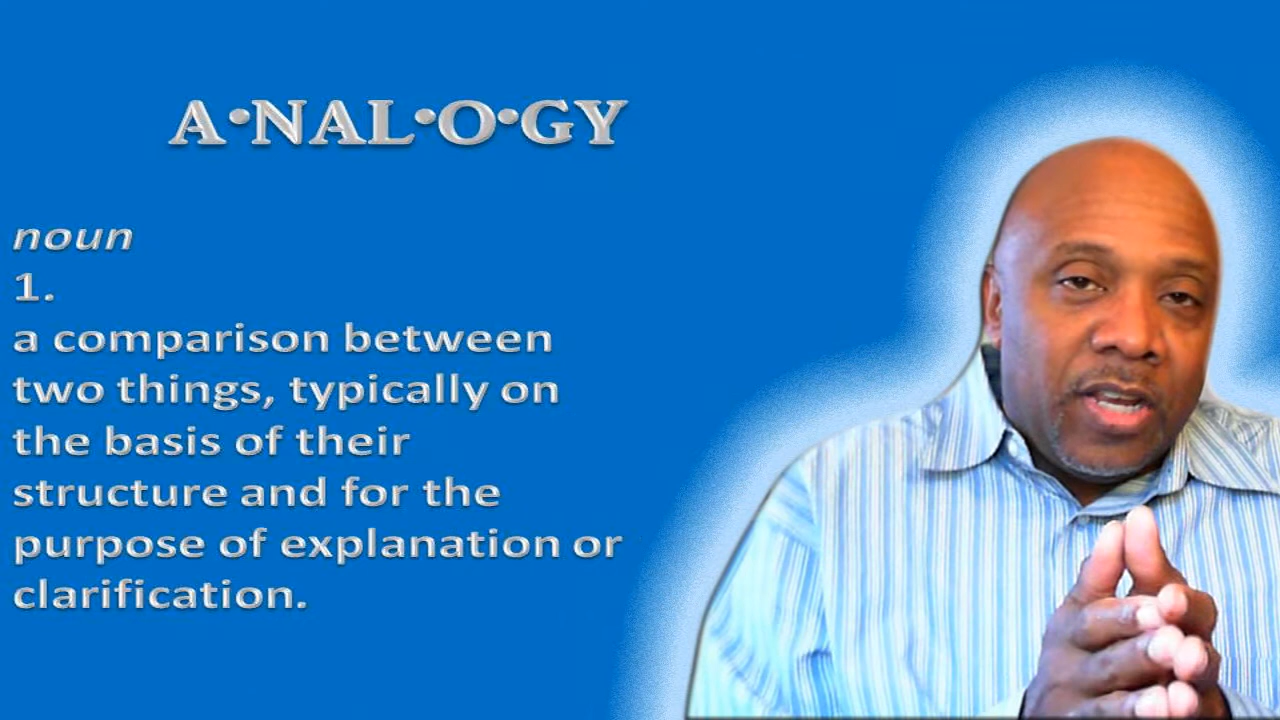 A•NAL•O•GY
noun
1.
a comparison between
two things, typically on
the basis of their
structure and for the
purpose of explanation or
clarification.